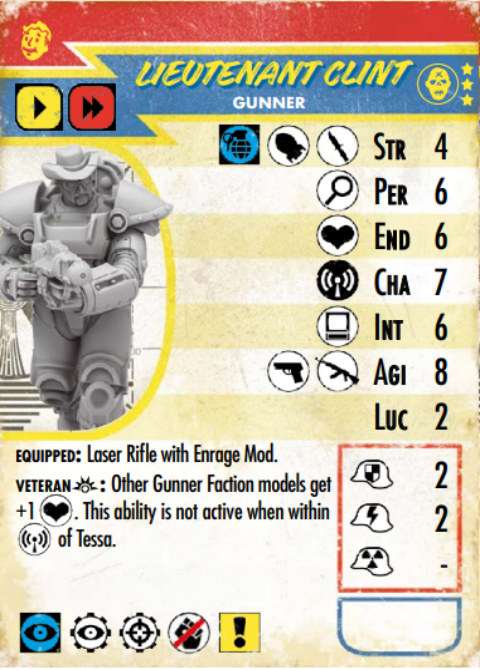 LIEUTENANT CLINT
GUNNER
STR 4
PER 6
END 6
CHA 7
INT 6
AGI 8
LUC 2
EQUIPPED: Laser Rifle with Enrage Mod.
VETERAN : Other Gunner Faction models get
+1 . This ability is not active when within
of Tessa.
2
2
-
!